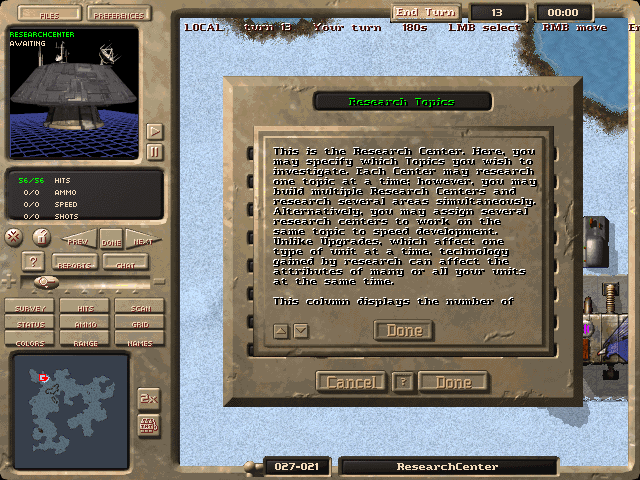 FILES PREFERENCES End Turn 13 00:00
LOCAL turn 13 Your turn 180s LMB select RMB move
RESEARCHCENTER
AWAITING
56/56 HITS
0/0 AMMO
0/0 SPEED
0/0 SHOTS
PREV DONE NEXT
? REPORTS CHAT
SURVEY HITS SCAN
STATUS AMMO GRID
COLORS RANGE NAMES
2x
Research Topics
This is the Research Center. Here, you
may specify which Topics you wish to
investigate. Each Center may research
one topic at a time; however, you may
build multiple Research Centers and
research several areas simultaneously.
Alternatively, you may assign several
research centers to work on the
same topic to speed development.
Unlike Upgrades, which affect one
type of unit at a time, technology
gained by research can affect the
attributes of many or all your units
at the same time.
This column displays the number of
Done
Cancel ? Done
027-021 ResearchCenter